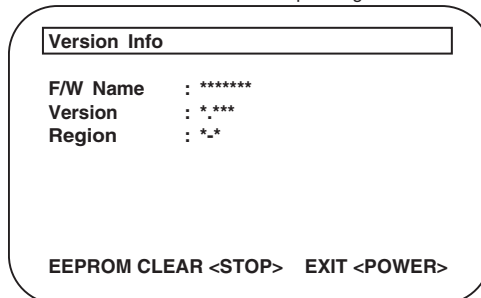 Version Info
F/W Name : *******
Version : *.***
Region : *-*
EEPROM CLEAR <STOP> EXIT <POWER>